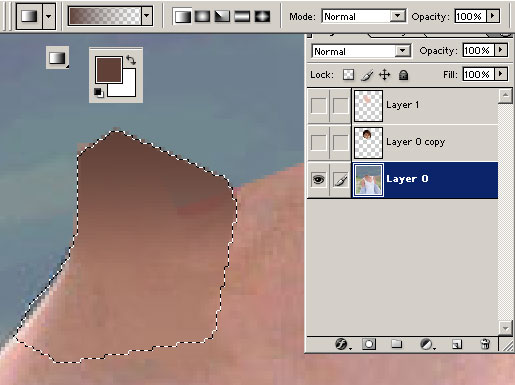 Mode: Normal Opacity: 100%
Normal Opacity: 100%
Lock: Fill: 100%
Layer 1
Layer 0 copy
Layer 0